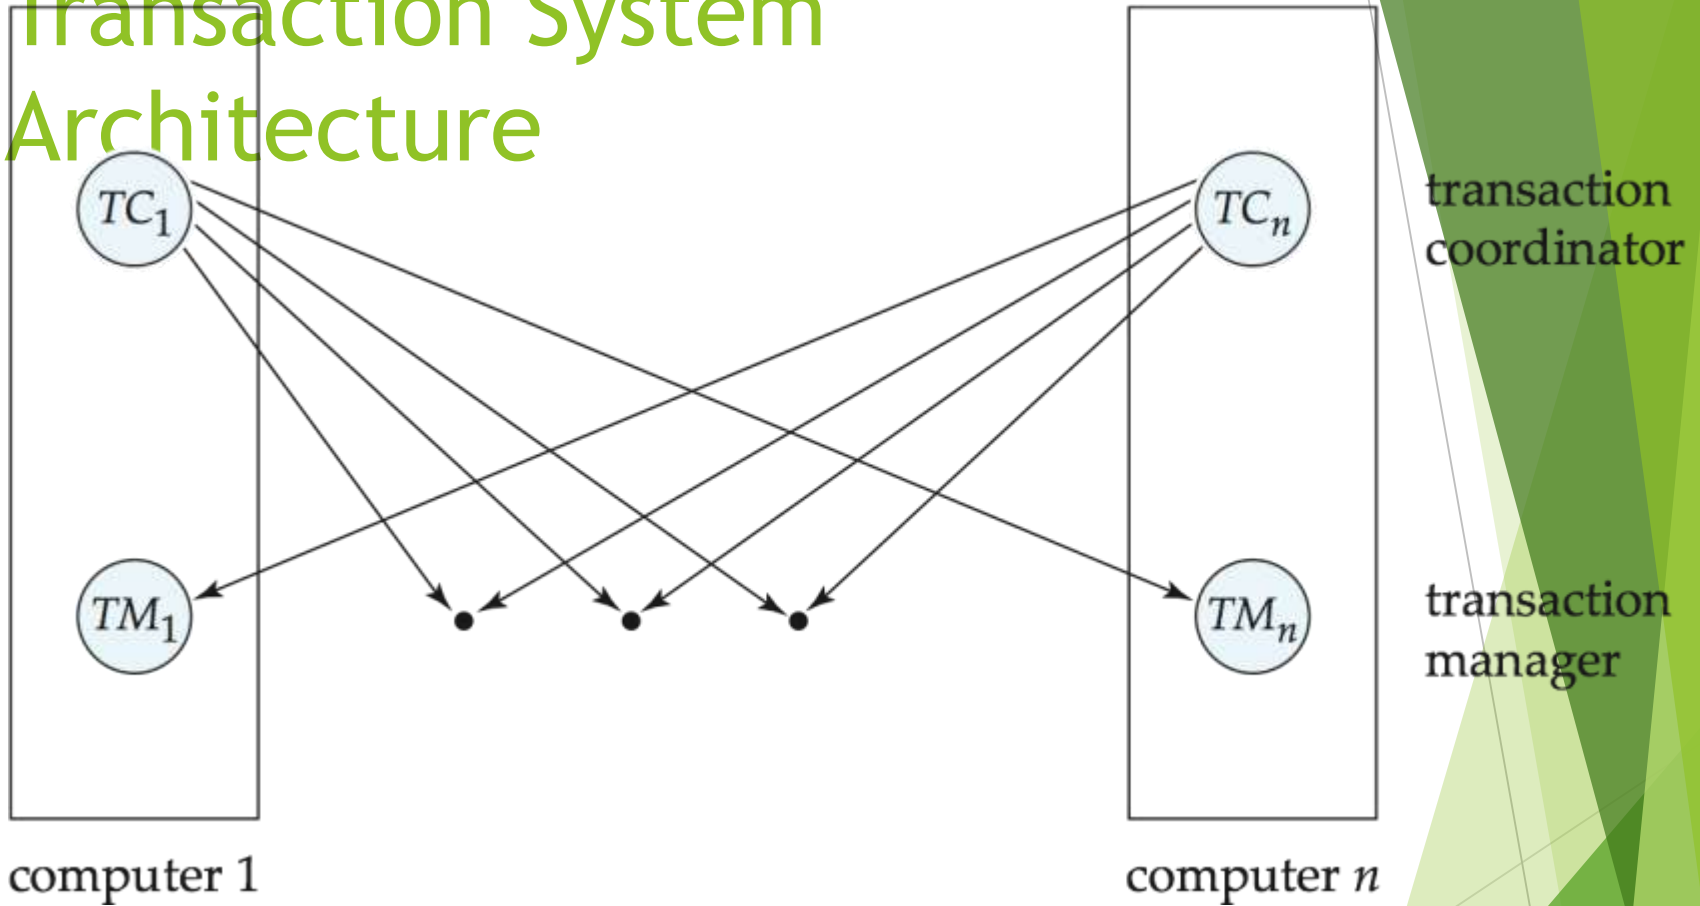 Transaction System
Architecture
TC₁
TCₙ
transaction
coordinator
TM₁
TMₙ
transaction
manager
computer 1
computer n